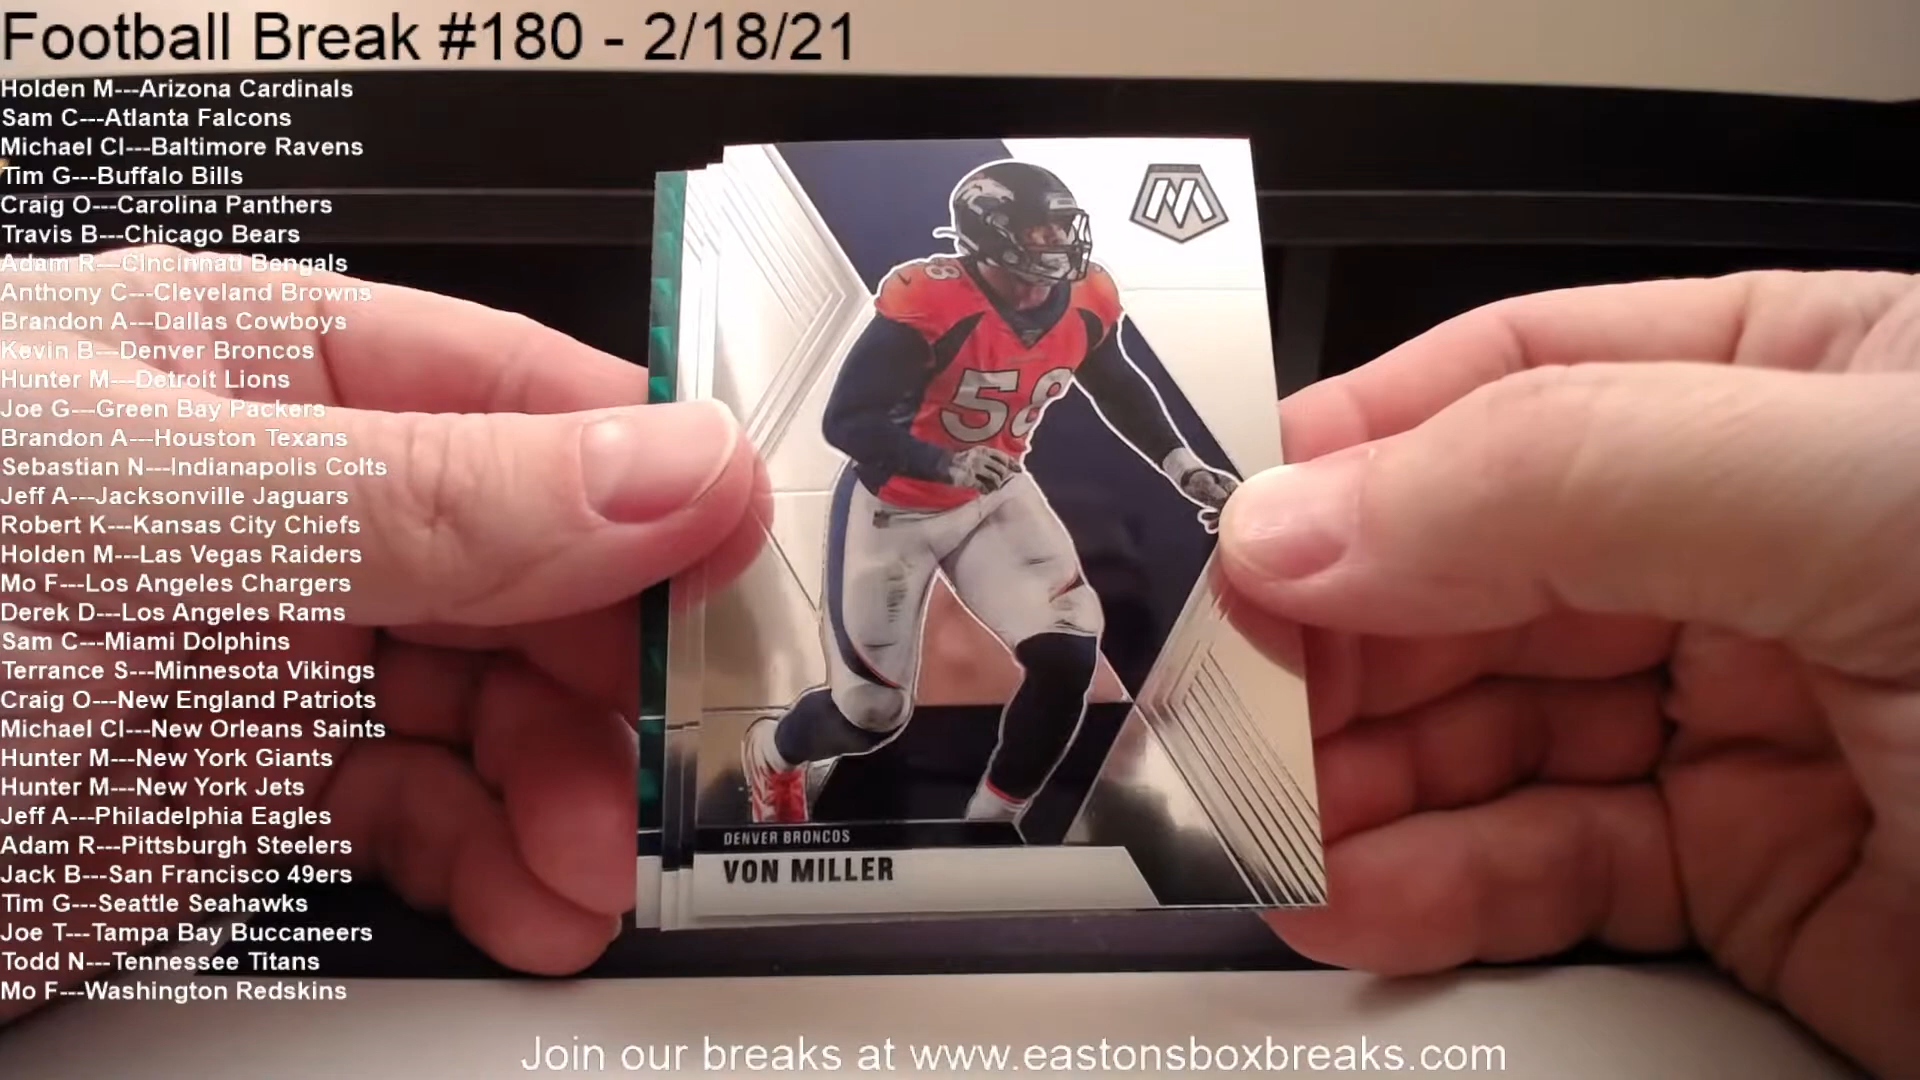 Football Break #180 - 2/18/21
Holden M---Arizona Cardinals
Sam C---Atlanta Falcons
Michael Cl---Baltimore Ravens
Tim G---Buffalo Bills
Craig O---Carolina Panthers
Travis B---Chicago Bears
Adam R---CIncinnati Bengals
Anthony C---Cleveland Browns
Brandon A---Dallas Cowboys
Kevin B---Denver Broncos
Hunter M---Detroit Lions
Joe G---Green Bay Packers
Brandon A---Houston Texans
Sebastian N---Indianapolis Colts
Jeff A---Jacksonville Jaguars
Robert K---Kansas City Chiefs
Holden M---Las Vegas Raiders
Mo F---Los Angeles Chargers
Derek D---Los Angeles Rams
Sam C---Miami Dolphins
Terrance S---Minnesota Vikings
Craig O---New England Patriots
Michael Cl---New Orleans Saints
Hunter M---New York Giants
Hunter M---New York Jets
Jeff A---Philadelphia Eagles
Adam R---Pittsburgh Steelers
Jack B---San Francisco 49ers
Tim G---Seattle Seahawks
Joe T---Tampa Bay Buccaneers
Todd N---Tennessee Titans
Mo F---Washington Redskins
M
58
58
DENVER BRONCOS
VON MILLER
Join our breaks at www.eastonsboxbreaks.com